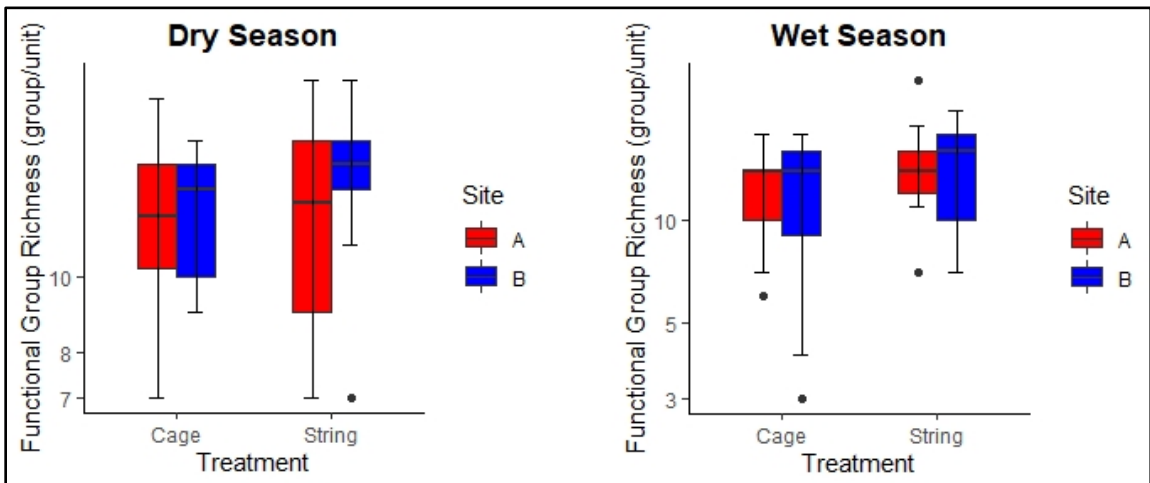 Dry Season
Functional Group Richness (group/unit)
10
8
7
Cage
String
Treatment
Site
A
B
Wet Season
Functional Group Richness (group/unit)
10
5
3
Cage
String
Treatment
Site
A
B